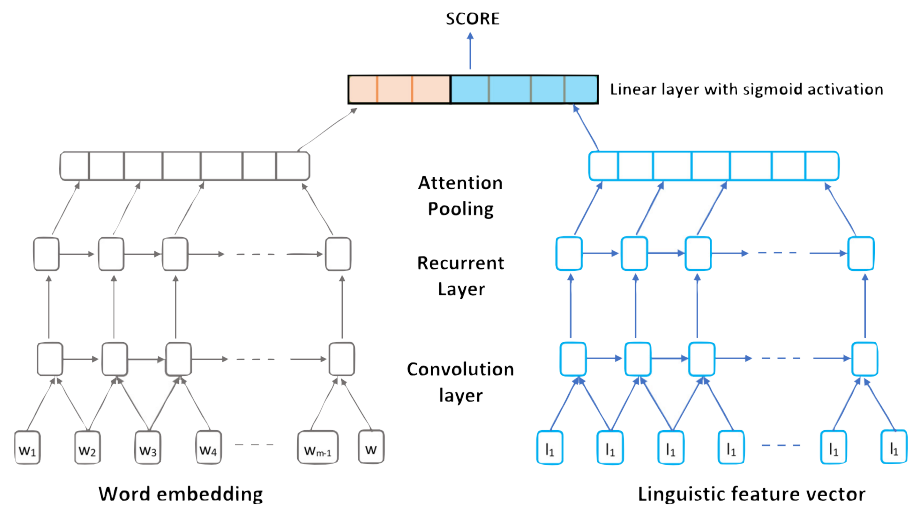 SCORE
Linear layer with sigmoid activation
Attention
Pooling
Recurrent
Layer
Convolution
layer
w1 w2 w3 w4 wm-1 w
l1 l1 l1 l1 l1 l1
Word embedding
Linguistic feature vector